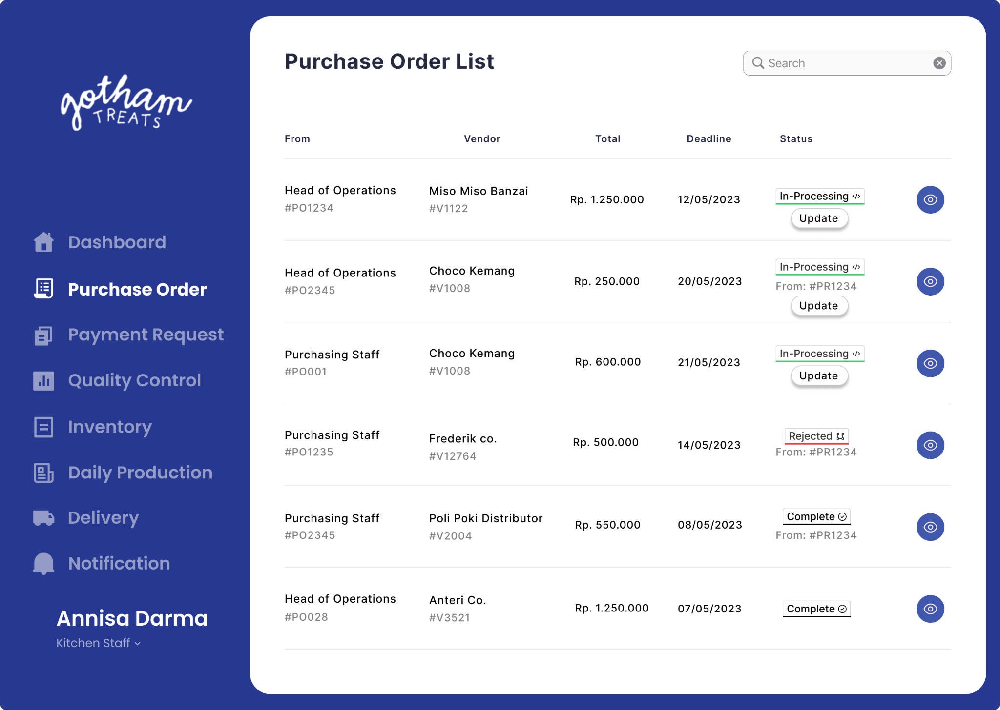 gotham
TREATS
Dashboard
Purchase Order
Payment Request
Quality Control
Inventory
Daily Production
Delivery
Notification
Annisa Darma
Kitchen Staff
Purchase Order List
Search
From Vendor Total Deadline Status
Head of Operations Miso Miso Banzai Rp. 1.250.000 12/05/2023 In-Processing
#PO1234 #V1122
Update
Head of Operations Choco Kemang Rp. 250.000 20/05/2023 In-Processing
#PO2345 #V1008 From: #PR1234
Update
Purchasing Staff Choco Kemang Rp. 600.000 21/05/2023 In-Processing
#PO001 #V1008
Update
Purchasing Staff Frederik co. Rp. 500.000 14/05/2023 Rejected
#PO1235 #V12764 From: #PR1234
Purchasing Staff Poli Poki Distributor Rp. 550.000 08/05/2023 Complete
#PO2345 #V2004 From: #PR1234
Head of Operations Anteri Co. Rp. 1.250.000 07/05/2023 Complete
#PO028 #V3521